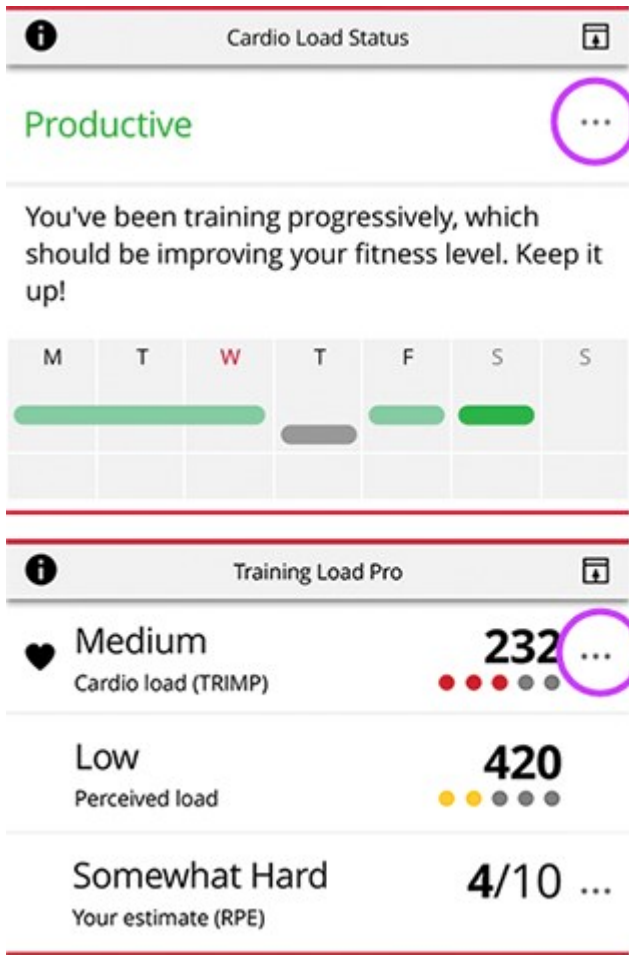 Cardio Load Status
Productive
...
You've been training progressively, which
should be improving your fitness level. Keep it
up!
M T W T F S S
Training Load Pro
Medium 232 ...
Cardio load (TRIMP)
Low 420
Perceived load
Somewhat Hard 4/10 ...
Your estimate (RPE)